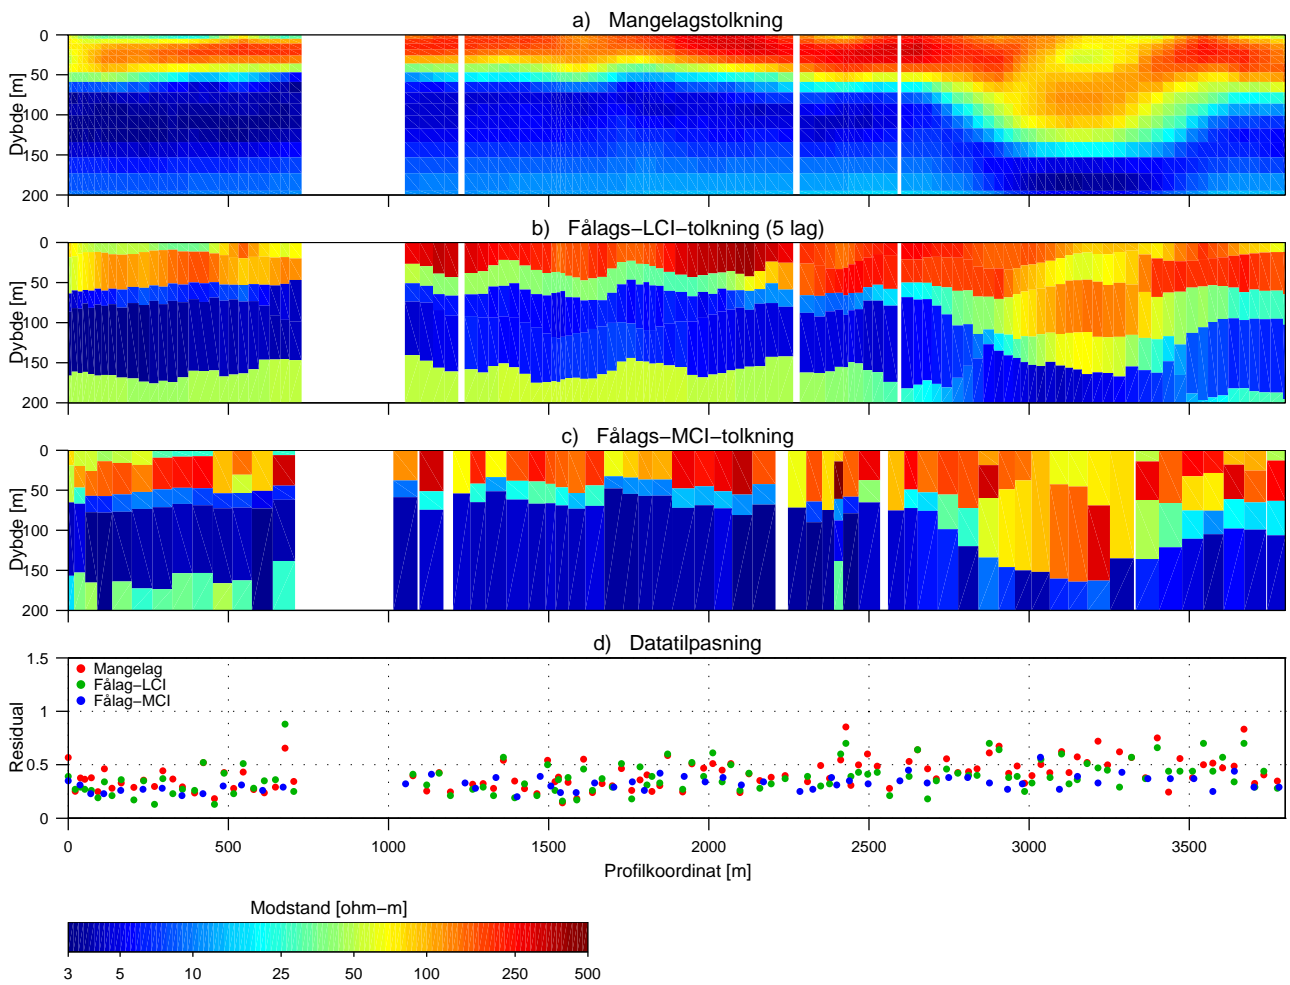 a) Mangelagstolkning
0
50
100
150
200
Dybde [m]
b) Fålags−LCI−tolkning (5 lag)
0
50
100
150
200
Dybde [m]
c) Fålags−MCI−tolkning
0
50
100
150
200
Dybde [m]
d) Datatilpasning
1.5
1
0.5
0
Residual
Mangelag
Fålag−LCI
Fålag−MCI
0 500 1000 1500 2000 2500 3000 3500
Profilkoordinat [m]
Modstand [ohm−m]
3 5 10 25 50 100 250 500